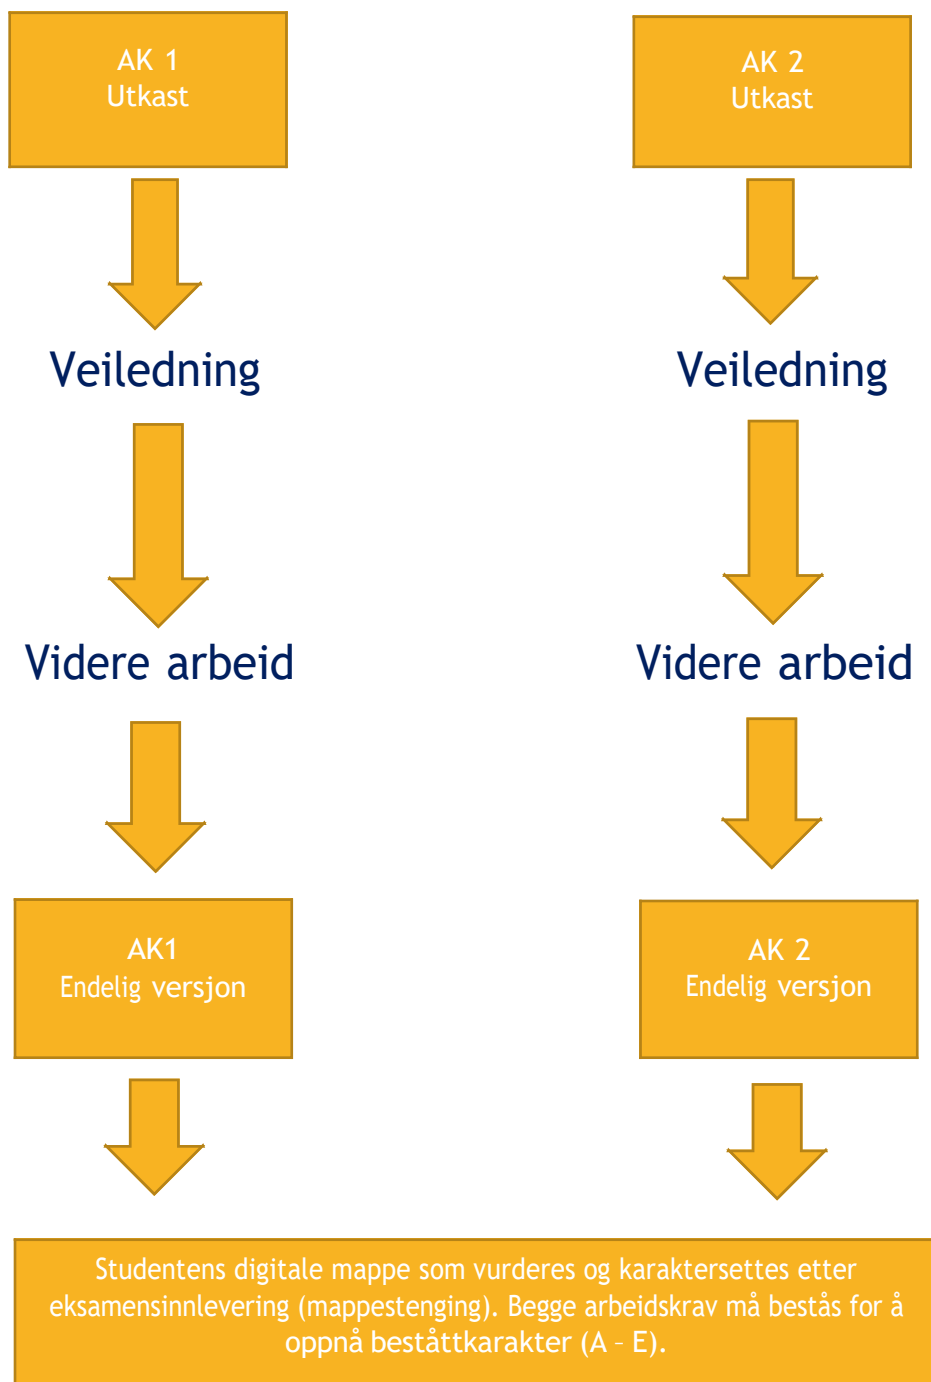 AK 1
Utkast
AK 2
Utkast
Veiledning
Veiledning
Videre arbeid
Videre arbeid
AK1
Endelig versjon
AK 2
Endelig versjon
Studentens digitale mappe som vurderes og karaktersettes etter
eksamensinnlevering (mappestenging). Begge arbeidskrav må bestås for å
oppnå beståttkarakter (A – E).